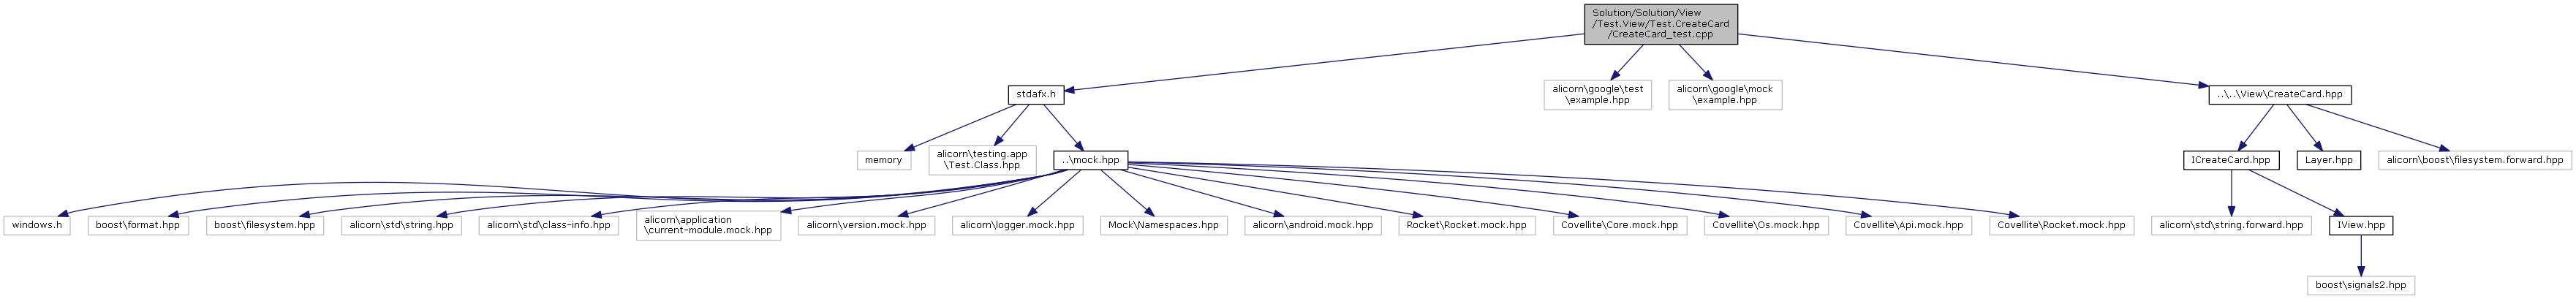 Solution/Solution/View
/Test.View/Test.CreateCard
/CreateCard_test.cpp
stdafx.h
alicorn\google\test
\example.hpp
alicorn\google\mock
\example.hpp
..\..\View\CreateCard.hpp
memory
alicorn\testing.app
\Test.Class.hpp
..\mock.hpp
ICreateCard.hpp
Layer.hpp
alicorn\boost\filesystem.forward.hpp
windows.h
boost\format.hpp
boost\filesystem.hpp
alicorn\std\string.hpp
alicorn\std\class-info.hpp
alicorn\application
\current-module.mock.hpp
alicorn\version.mock.hpp
alicorn\logger.mock.hpp
Mock\Namespaces.hpp
alicorn\android.mock.hpp
Rocket\Rocket.mock.hpp
Covellite\Core.mock.hpp
Covellite\Os.mock.hpp
Covellite\Api.mock.hpp
Covellite\Rocket.mock.hpp
alicorn\std\string.forward.hpp
IView.hpp
boost\signals2.hpp